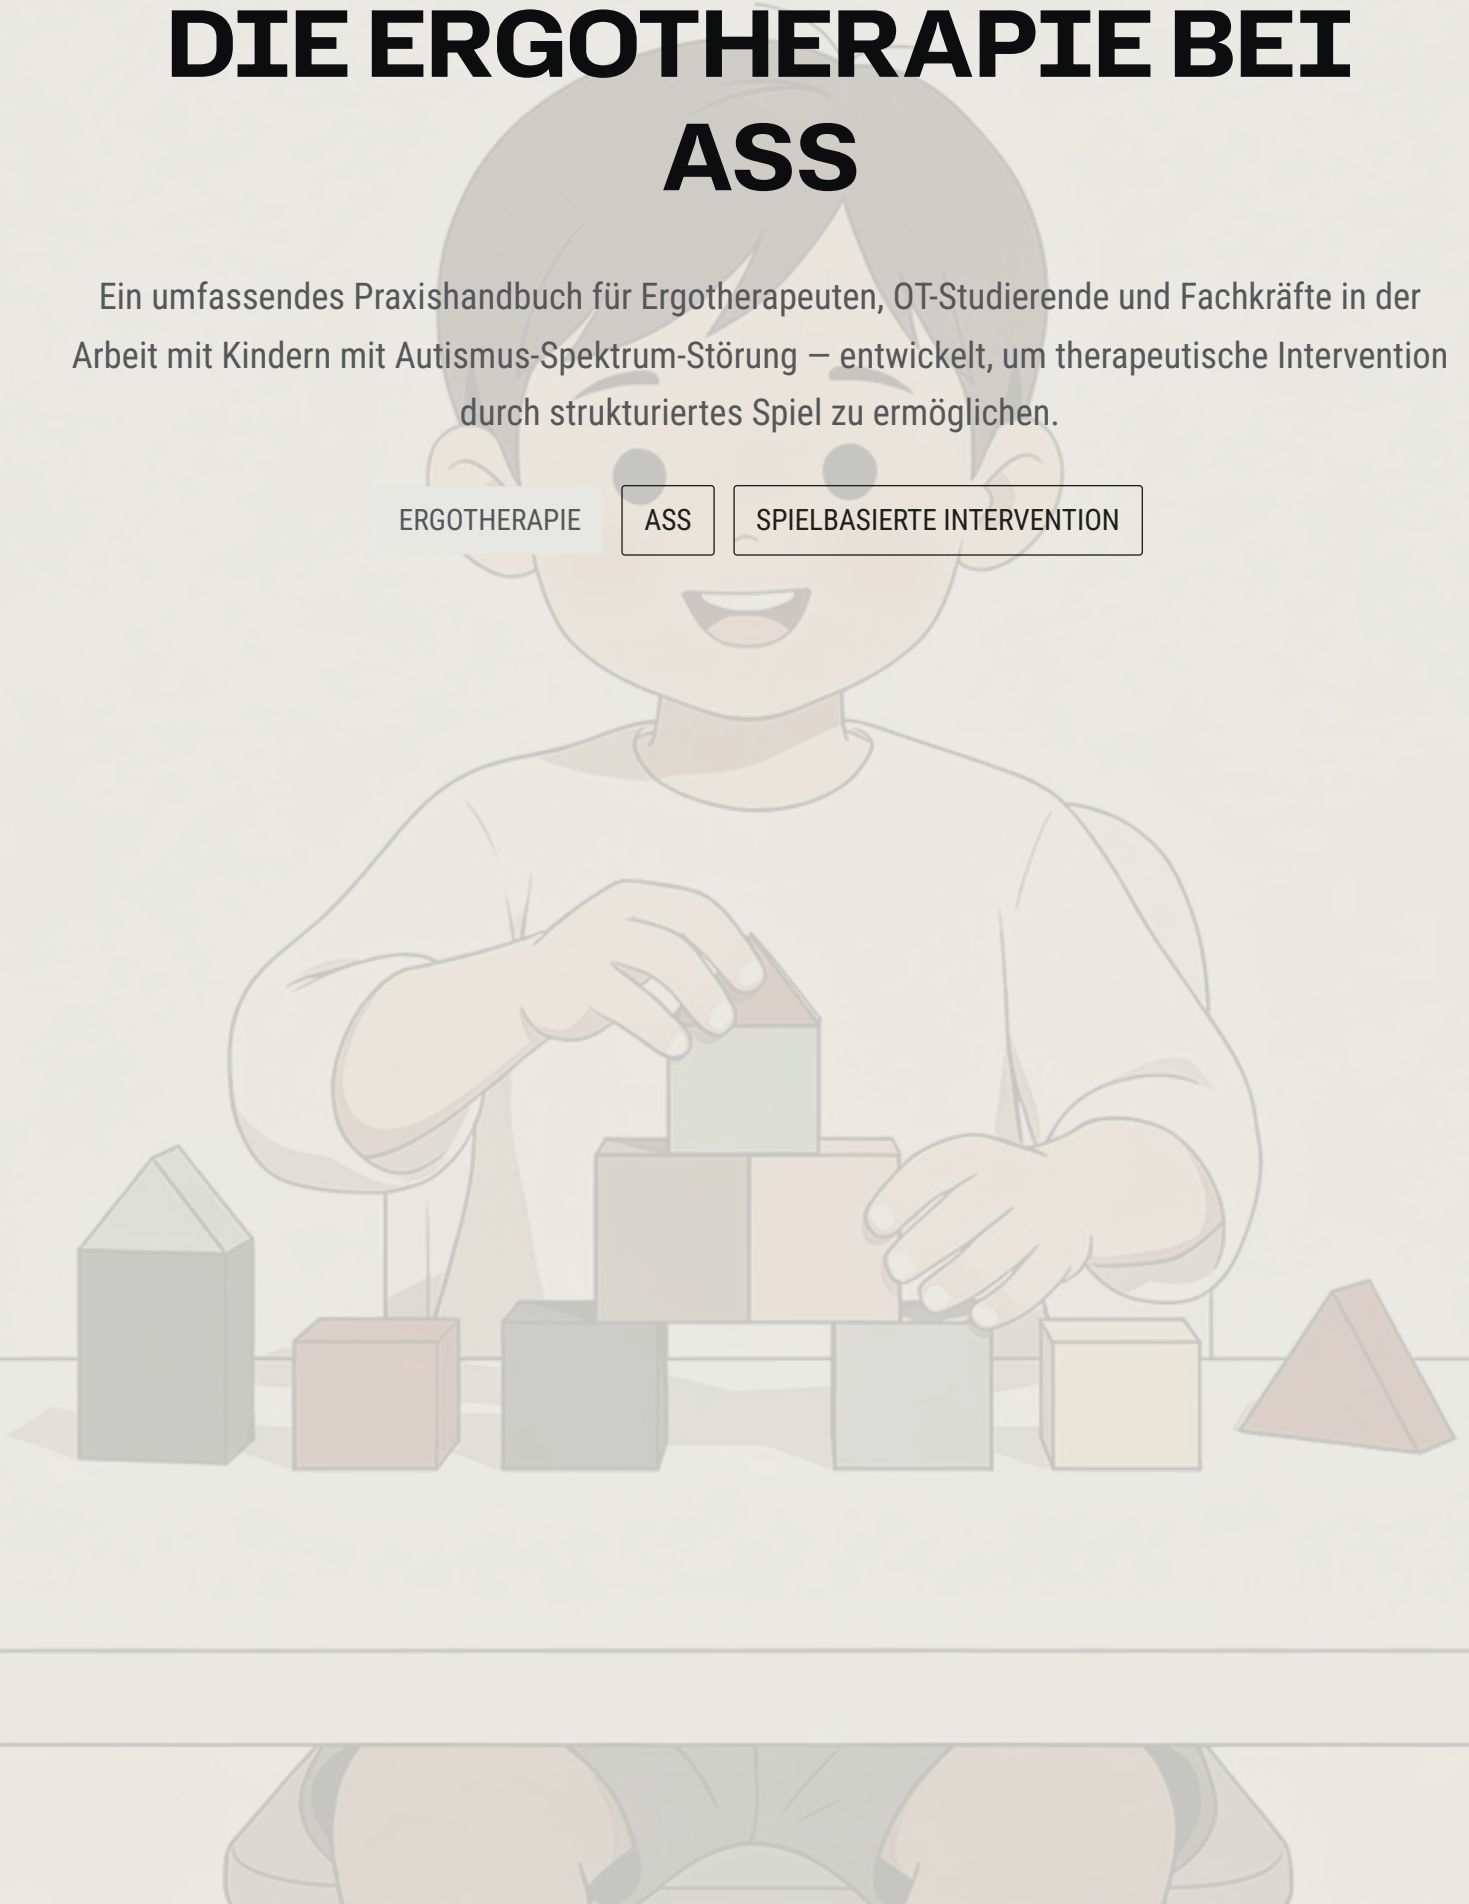 DIE ERGOTHERAPIE BEI
ASS
Ein umfassendes Praxishandbuch für Ergotherapeuten, OT-Studierende und Fachkräfte in der
Arbeit mit Kindern mit Autismus-Spektrum-Störung – entwickelt, um therapeutische Intervention
durch strukturiertes Spiel zu ermöglichen.
ERGOTHERAPIE ASS SPIELBASIERTE INTERVENTION